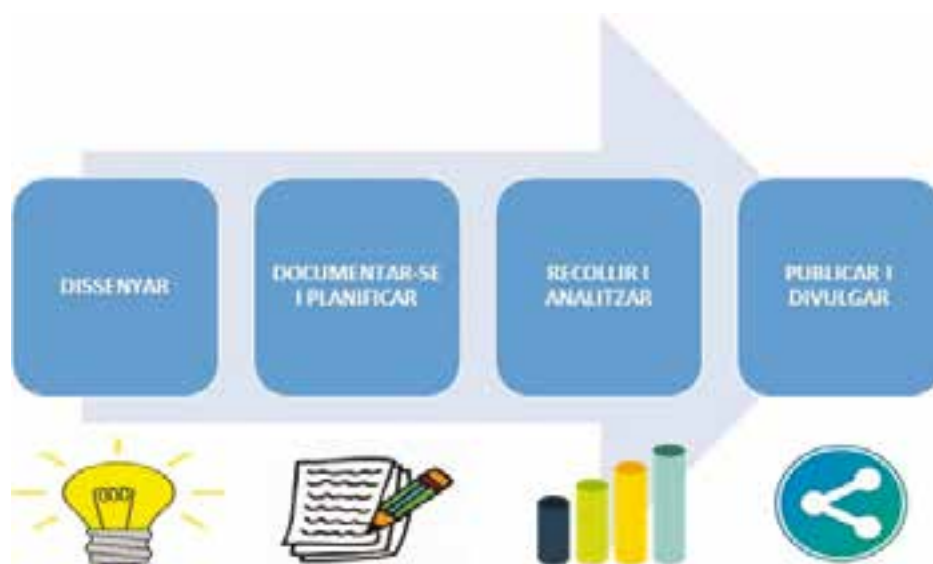 DISSENYAR
DOCUMENTAR-SE
I PLANIFICAR
RECOLLIR I
ANALITZAR
PUBLICAR I
DIVULGAR